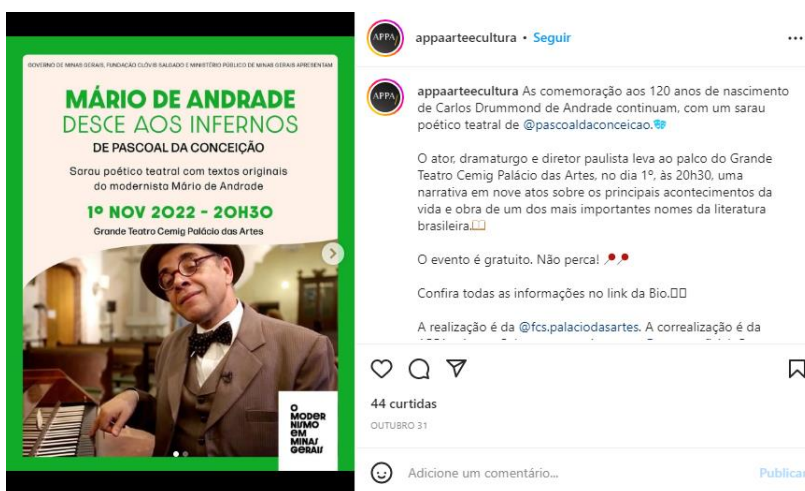 GOVERNO DE MINAS GERAIS, FUNDAÇÃO CLÓVIS SALGADO E MINISTÉRIO PÚBLICO DE MINAS GERAIS APRESENTAM
MÁRIO DE ANDRADE
DESCE AOS INFERNOS
DE PASCOAL DA CONCEIÇÃO
Sarau poético teatral com textos originais
do modernista Mário de Andrade
1º NOV 2022 - 20H30
Grande Teatro Cemig Palácio das Artes
O
MODER
NISMO
EM
MINAS
GERAIS
APPA
appaarteecultura • Seguir
APPA
appaarteecultura As comemoração aos 120 anos de nascimento
de Carlos Drummond de Andrade continuam, com um sarau
poético teatral de @pascoaldaconceicao.
O ator, dramaturgo e diretor paulista leva ao palco do Grande
Teatro Cemig Palácio das Artes, no dia 1º, às 20h30, uma
narrativa em nove atos sobre os principais acontecimentos da
vida e obra de um dos mais importantes nomes da literatura
brasileira.
O evento é gratuito. Não perca!
Confira todas as informações no link da Bio.
A realização é da @fcs.palaciodasartes. A correalização é da
44 curtidas
OUTUBRO 31
Adicione um comentário...
Publicar